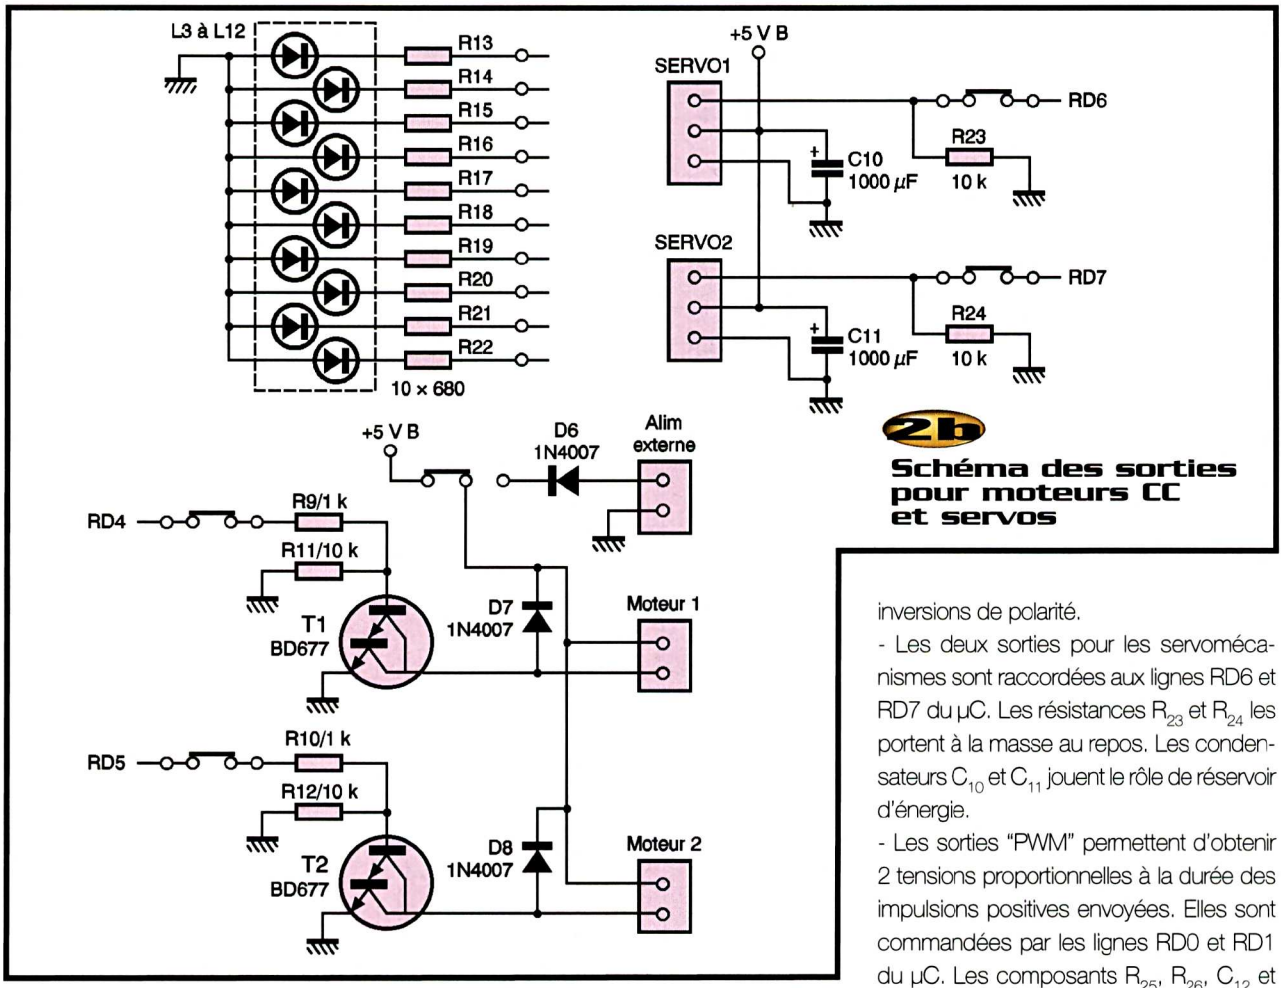 L3 à L12
R13
R14
R15
R16
R17
R18
R19
R20
R21
R22
10 × 680
+5 V B
SERVO1
RD6
R23
10 k
+
C10
1000 µF
SERVO2
RD7
R24
10 k
+
C11
1000 µF
2b
Schéma des sorties
pour moteurs CC
et servos
+5 V B
D6
1N4007
Alim
externe
RD4
R9/1 k
R11/10 k
T1
BD677
D7
1N4007
Moteur 1
RD5
R10/1 k
R12/10 k
T2
BD677
D8
1N4007
Moteur 2
inversions de polarité.
- Les deux sorties pour les servoméca-
nismes sont raccordées aux lignes RD6 et
RD7 du µC. Les résistances R23 et R24 les
portent à la masse au repos. Les conden-
sateurs C10 et C11 jouent le rôle de réservoir
d'énergie.
- Les sorties “PWM” permettent d'obtenir
2 tensions proportionnelles à la durée des
impulsions positives envoyées. Elles sont
commandées par les lignes RD0 et RD1
du µC. Les composants R25, R26, C12 et